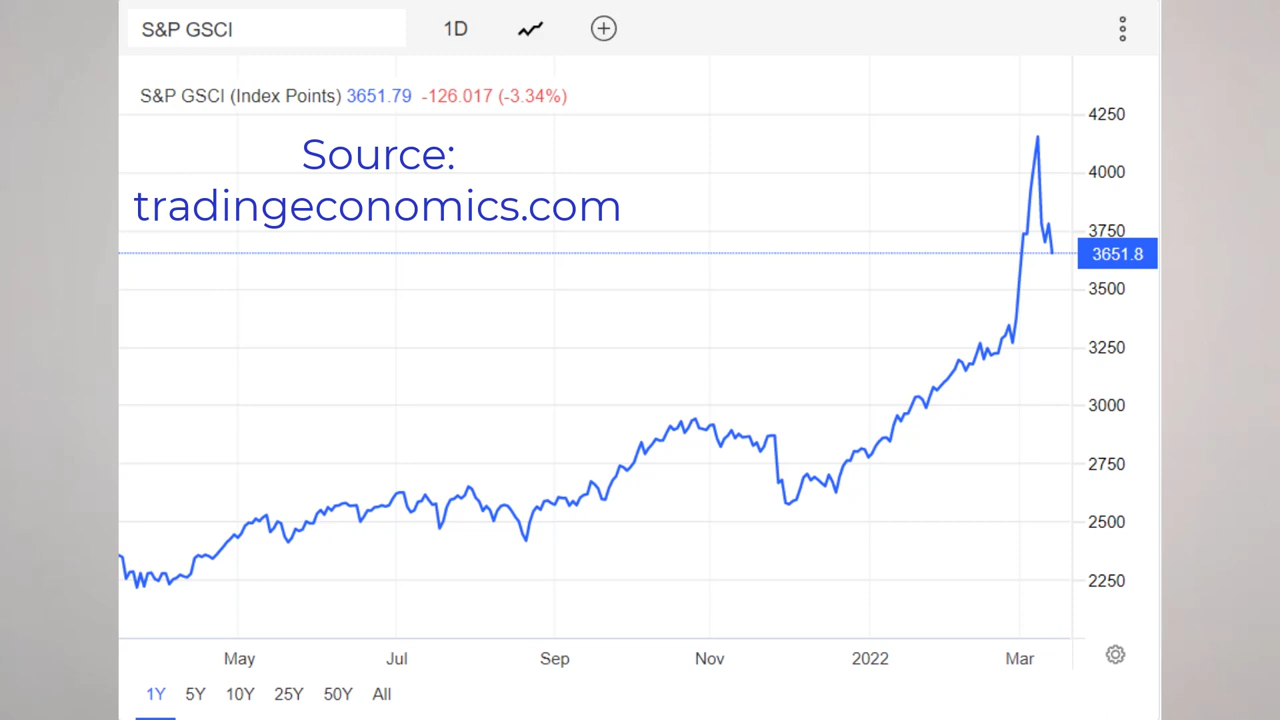 S&P GSCI 1D
S&P GSCI (Index Points) 3651.79 -126.017 (-3.34%)
Source:
tradingeconomics.com
4250
4000
3750
3651.8
3500
3250
3000
2750
2500
2250
May Jul Sep Nov 2022 Mar
1Y 5Y 10Y 25Y 50Y All